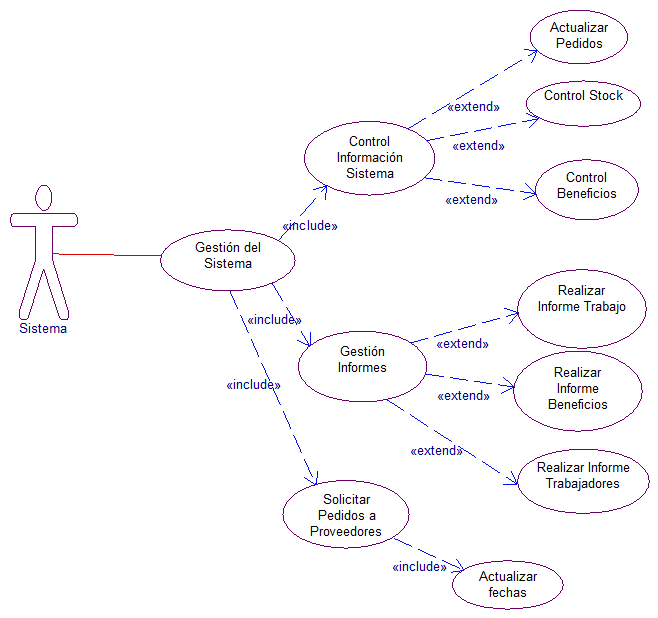 Actualizar
Pedidos
«extend»
Control Stock
«extend»
Control
Información
Sistema
Control
Beneficios
«extend»
«include»
Gestión del
Sistema
Sistema
Realizar
Informe Trabajo
«include»
«extend»
Gestión
Informes
Realizar
Informe
Beneficios
«include»
«extend»
«extend»
Realizar Informe
Trabajadores
Solicitar
Pedidos a
Proveedores
«include»
Actualizar
fechas